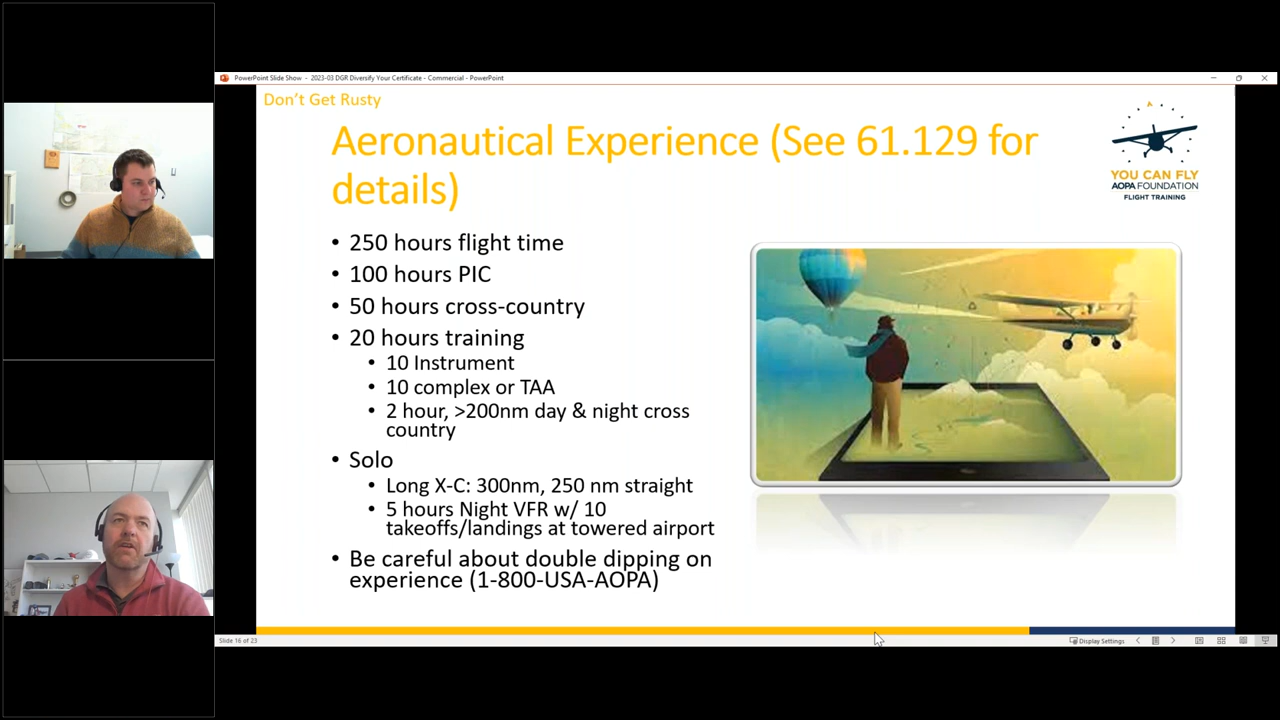 PowerPoint Slide Show - 2023-03 DGR Diversify Your Certificate - Commercial - PowerPoint
Don't Get Rusty
Aeronautical Experience (See 61.129 for
details)
• 250 hours flight time
• 100 hours PIC
• 50 hours cross-country
• 20 hours training
• 10 Instrument
• 10 complex or TAA
• 2 hour, >200nm day & night cross
country
• Solo
• Long X-C: 300nm, 250 nm straight
• 5 hours Night VFR w/ 10
takeoffs/landings at towered airport
• Be careful about double dipping on
experience (1-800-USA-AOPA)
YOU CAN FLY
AOPA FOUNDATION
FLIGHT TRAINING
Slide 16 of 23
Display Settings